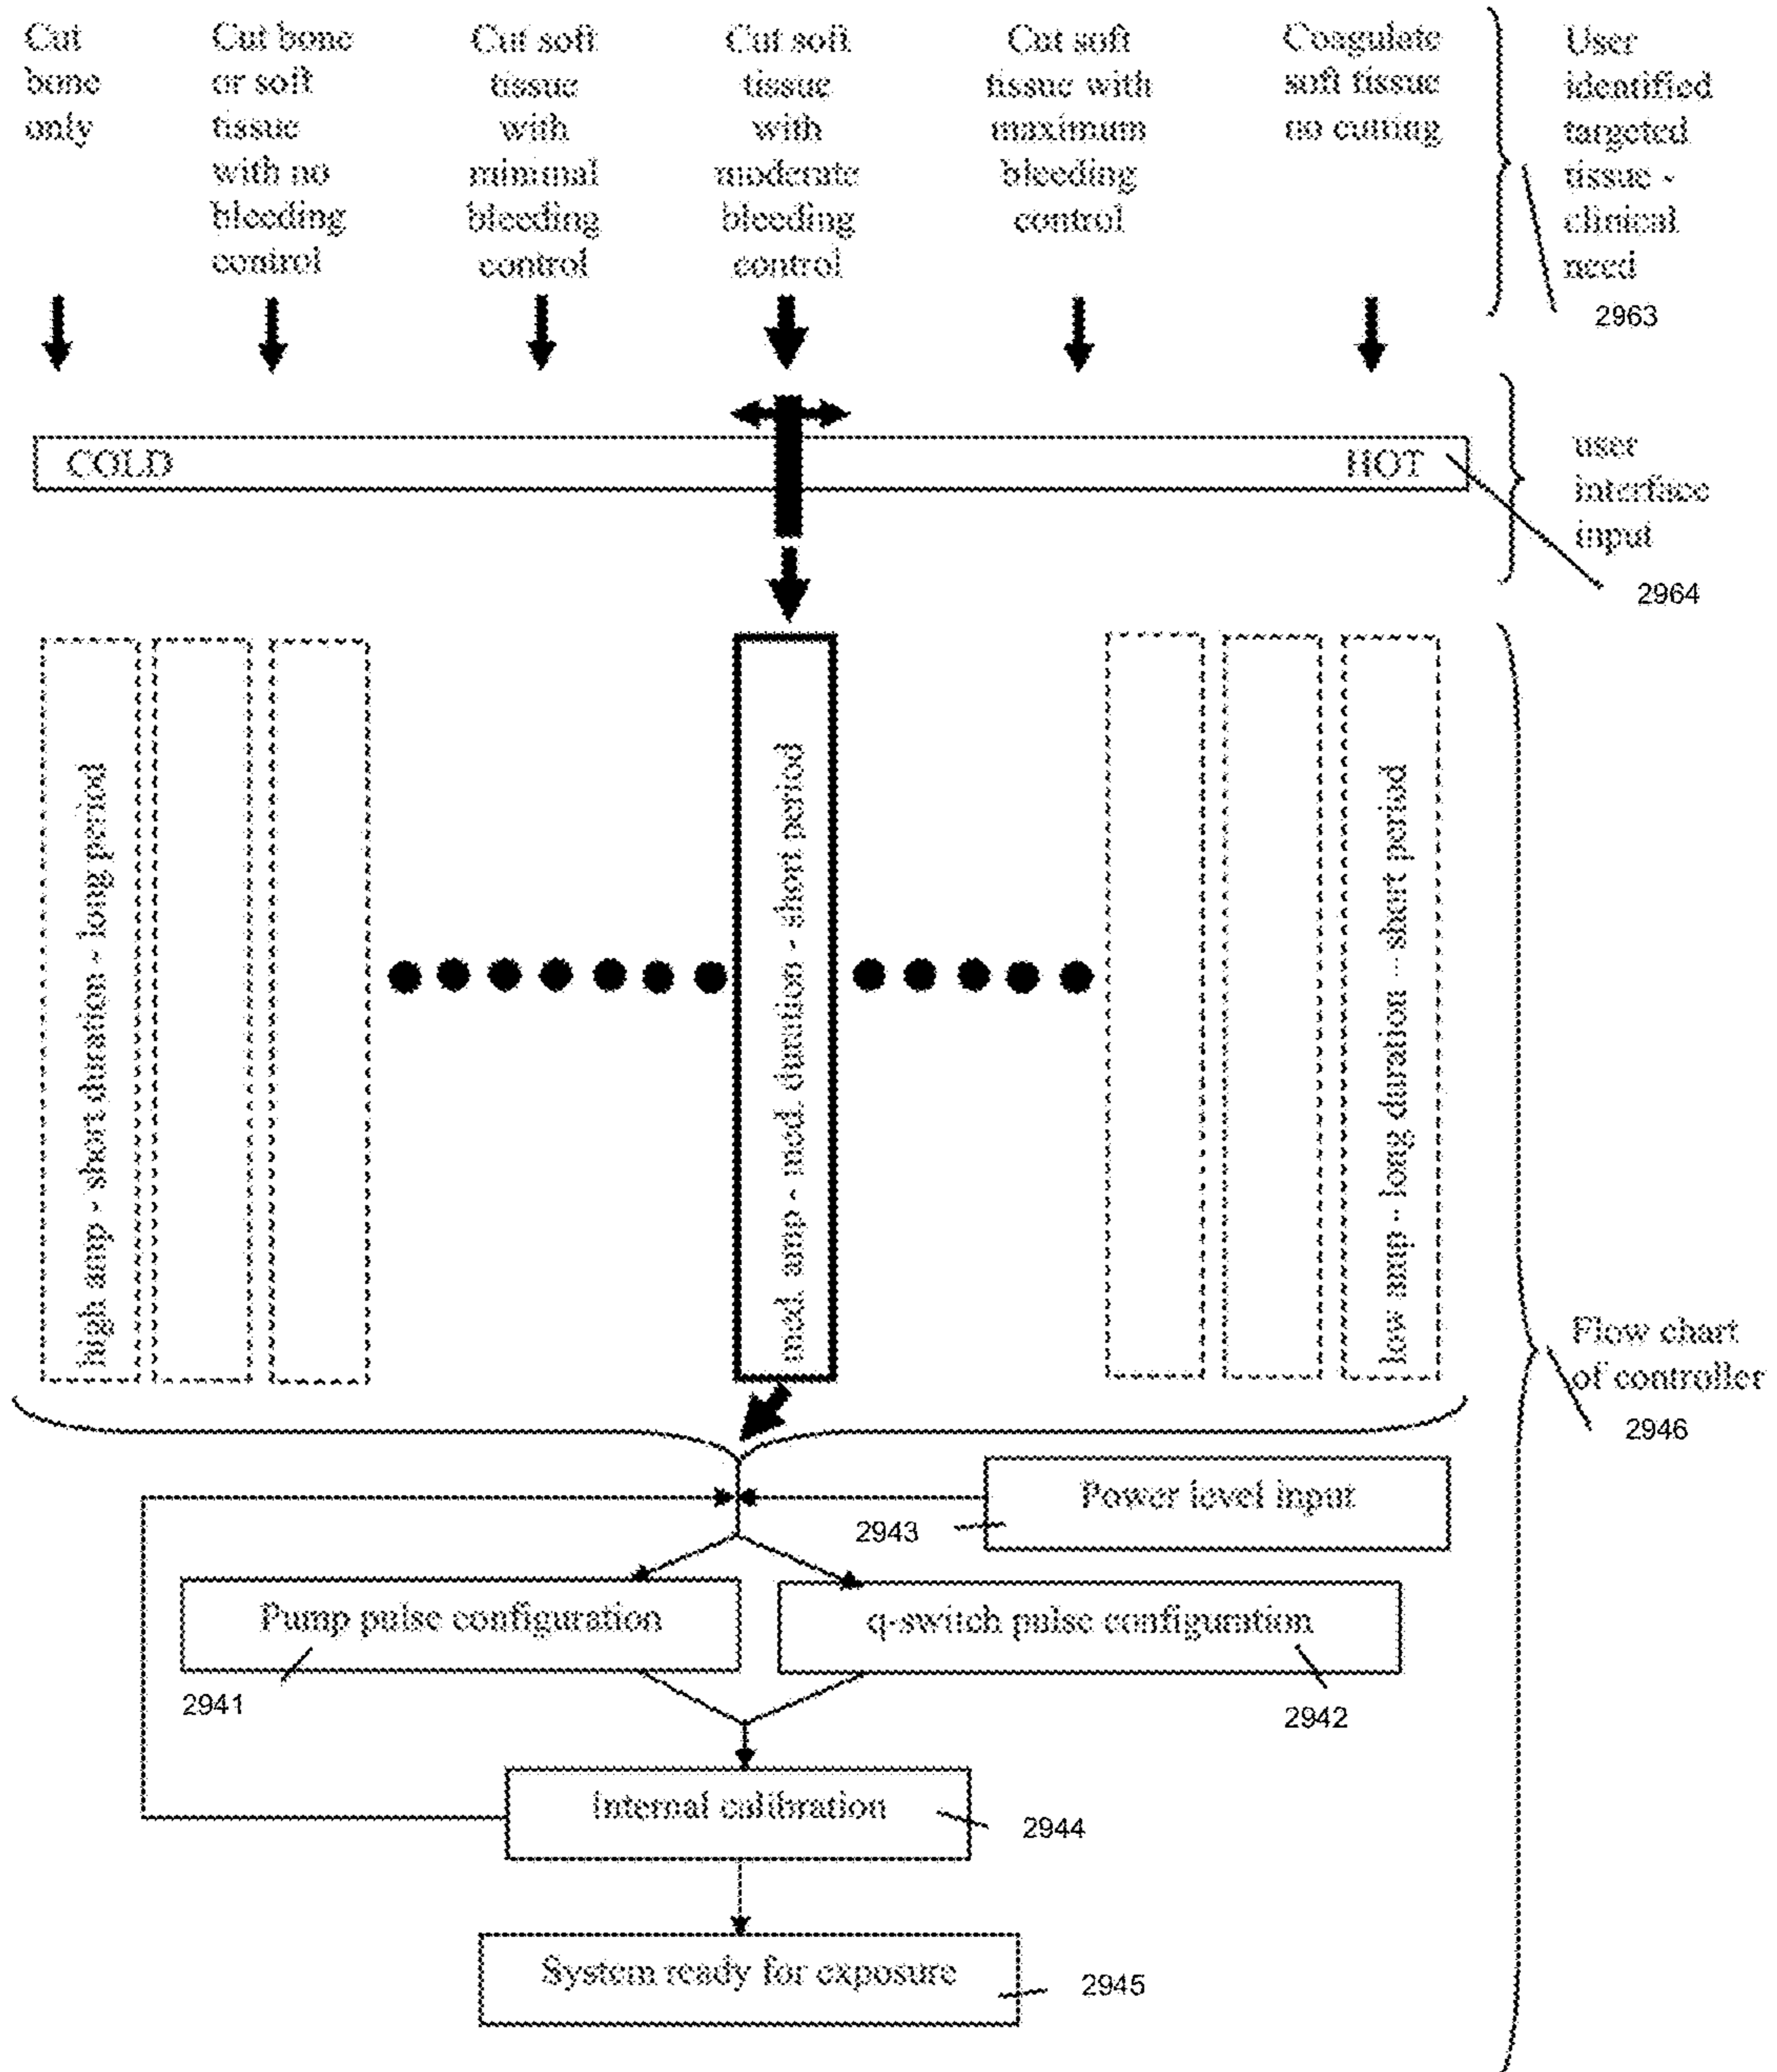 Cut
bone
only
Cut bone
or soft
tissue
with no
bleeding
control
Cut soft
tissue
with
minimal
bleeding
control
Cut soft
tissue
with
moderate
bleeding
control
Cut soft
tissue with
maximum
bleeding
control
Coagulate
soft tissue
no cutting
User
identified
targeted
tissue -
clinical
need
2963
COLD
HOT
user
interface
input
2964
high amp - short duration - long period
med. amp - med. duration - short period
low amp - long duration - short period
Flow chart
of controller
2946
Power level input
2943
Pump pulse configuration
q-switch pulse configuration
2941
2942
Internal calibration
2944
System ready for exposure
2945